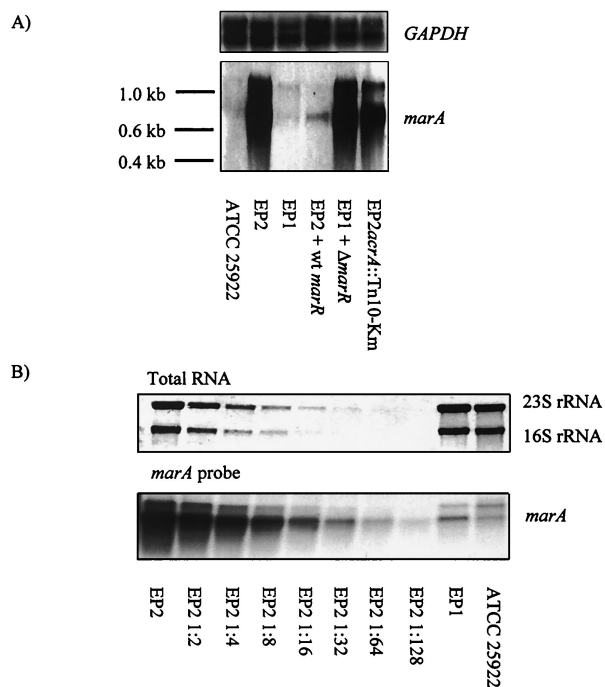 A)
GAPDH
1.0 kb
0.6 kb
0.4 kb
marA
ATCC 25922
EP2
EP1
EP2 + wt marR
EP1 + ΔmarR
EP2acrA::Tn10-Km
B)
Total RNA
23S rRNA
16S rRNA
marA probe
marA
EP2
EP2 1:2
EP2 1:4
EP2 1:8
EP2 1:16
EP2 1:32
EP2 1:64
EP2 1:128
EP1
ATCC 25922